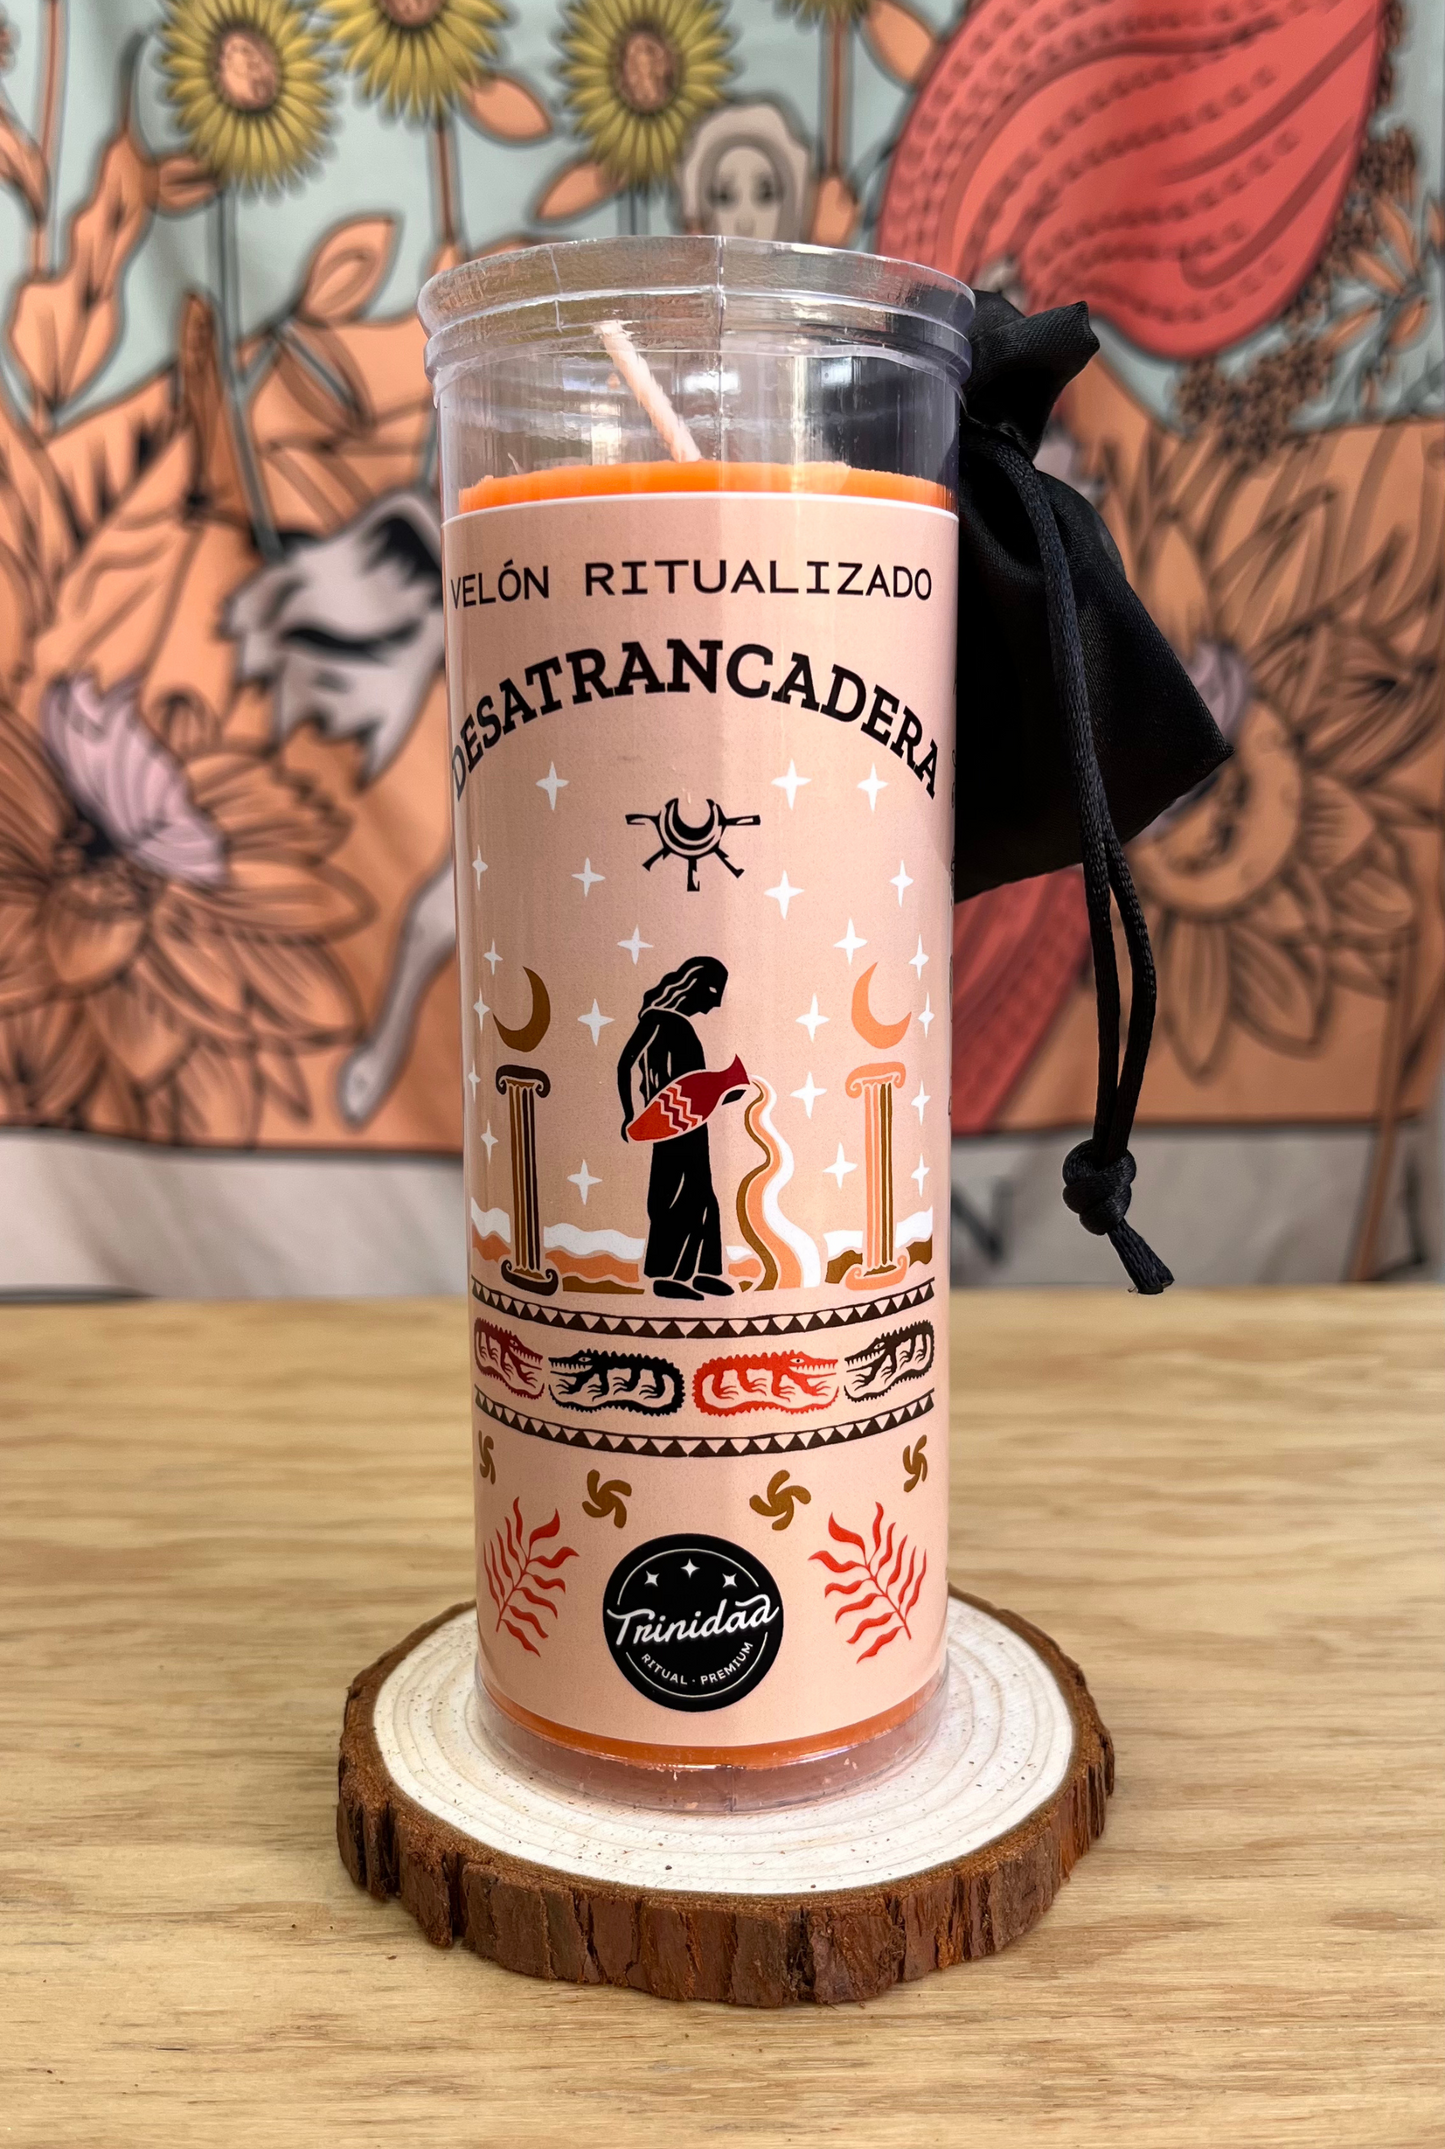 VELÓN RITUALIZADO
DESATRANCADERA
Trinidad
RITUAL · PREMIUM